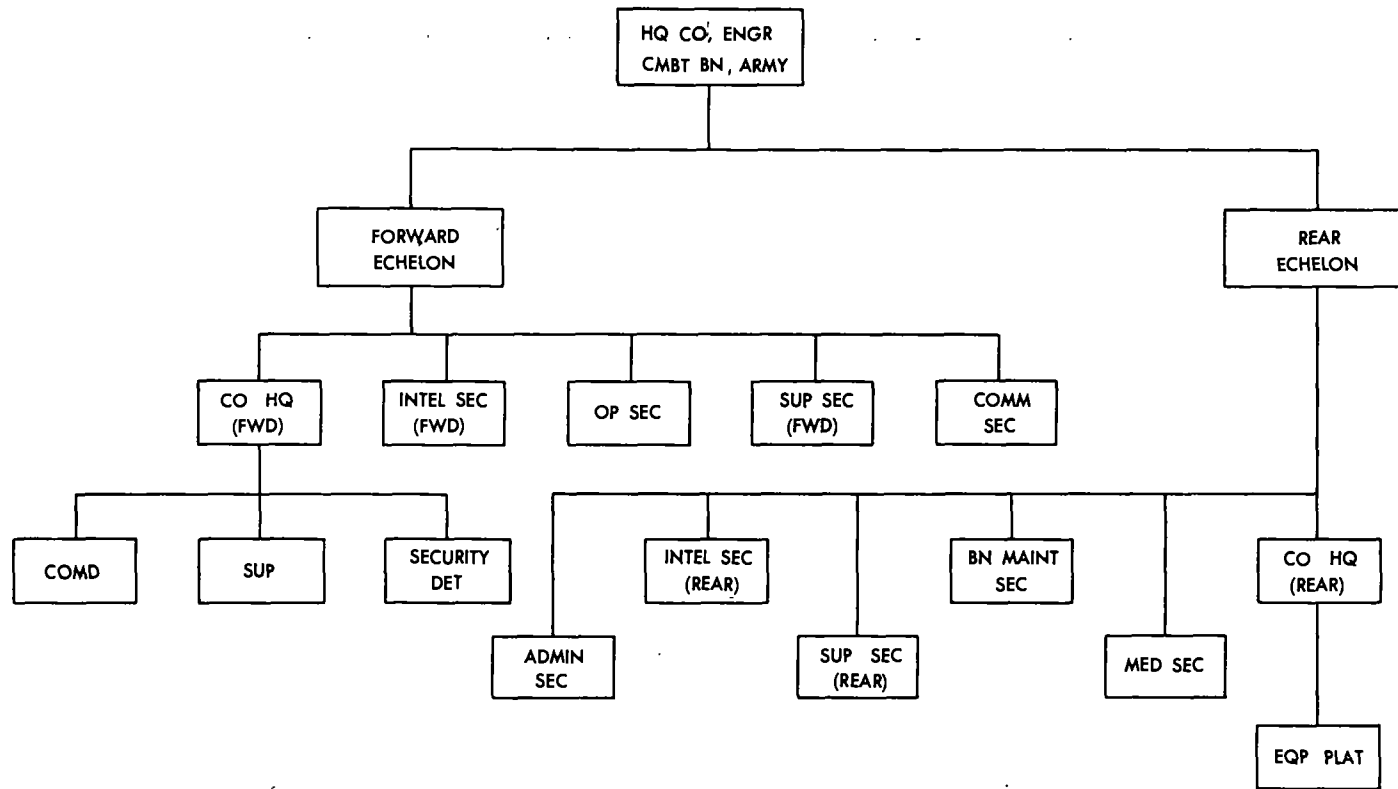 HQ CO, ENGR
CMBT BN, ARMY
FORWARD
ECHELON
REAR
ECHELON
CO HQ
(FWD)
INTEL SEC
(FWD)
OP SEC
SUP SEC
(FWD)
COMM
SEC
COMD
SUP
SECURITY
DET
INTEL SEC
(REAR)
BN MAINT
SEC
CO HQ
(REAR)
ADMIN
SEC
SUP SEC
(REAR)
MED SEC
EQP PLAT